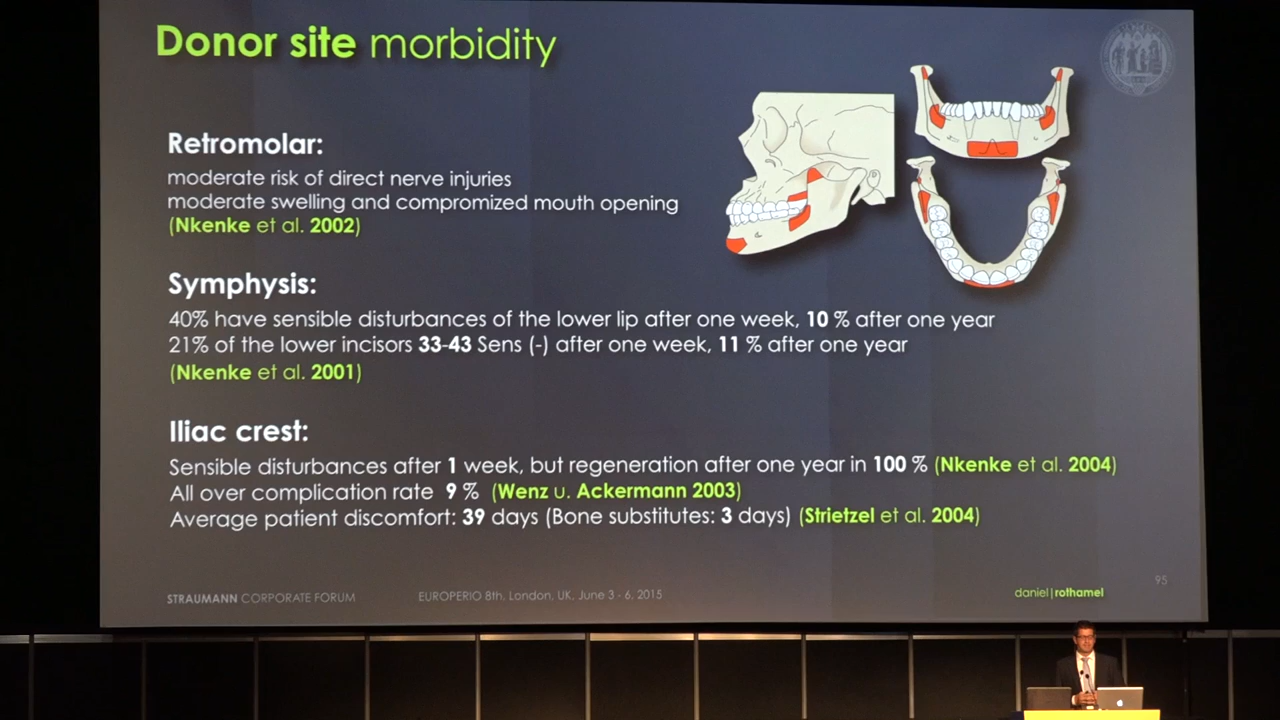 Donor site morbidity
Retromolar:
moderate risk of direct nerve injuries
moderate swelling and compromized mouth opening
(Nkenke et al. 2002)
Symphysis:
40% have sensible disturbances of the lower lip after one week, 10 % after one year
21% of the lower incisors 33-43 Sens (-) after one week, 11 % after one year
(Nkenke et al. 2001)
Iliac crest:
Sensible disturbances after 1 week, but regeneration after one year in 100 % (Nkenke et al. 2004)
All over complication rate 9 % (Wenz u. Ackermann 2003)
Average patient discomfort: 39 days (Bone substitutes: 3 days) (Strietzel et al. 2004)
95
STRAUMANN CORPORATE FORUM
EUROPERIO 8th, London, UK, June 3 - 6, 2015
daniel|rothamel